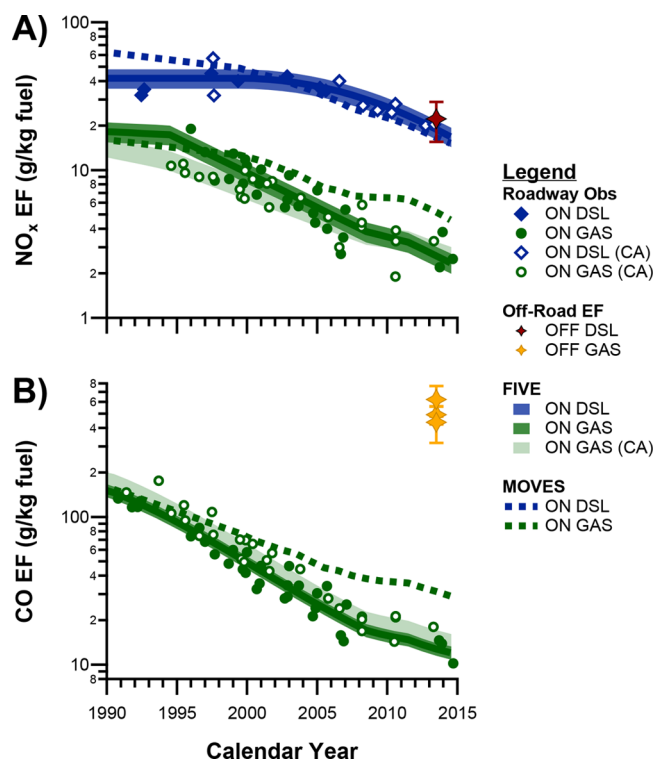 A)
NOx EF (g/kg fuel)
100
8
6
4
2
10
8
6
4
2
1
Legend
Roadway Obs
ON DSL
ON GAS
ON DSL (CA)
ON GAS (CA)
Off-Road EF
OFF DSL
OFF GAS
FIVE
ON DSL
ON GAS
ON GAS (CA)
MOVES
ON DSL
ON GAS
B)
CO EF (g/kg fuel)
8
6
4
2
100
8
6
4
2
10
8
1990 1995 2000 2005 2010 2015
Calendar Year